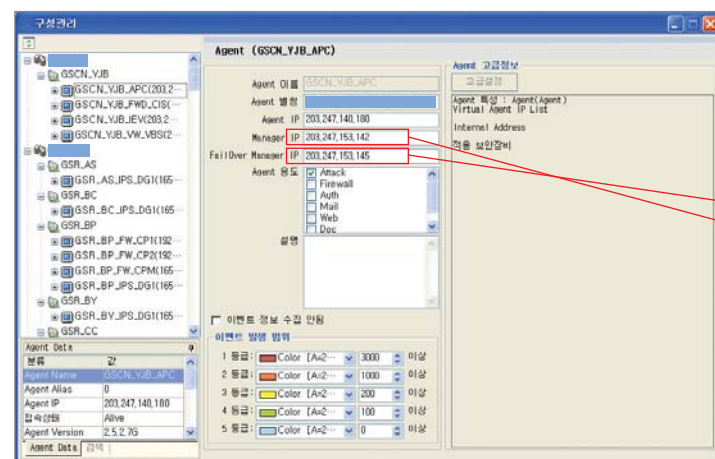 구성관리
GSCN_YJB
GSCN_YJB_APC(203,2···
GSCN_YJB_FWD_CIS(···
GSCN_YJB_IEV(203,2···
GSCN_YJB_VW_VBS(2···
GSR_AS
GSR_AS_IPS_DG1(165···
GSR_BC
GSR_BC_IPS_DG1(165···
GSR_BP
GSR_BP_FW_CP1(192···
GSR_BP_FW_CP2(192···
GSR_BP_FW_CPM(165···
GSR_BP_IPS_DG1(165···
GSR_BY
GSR_BY_IPS_DG1(165···
GSR_CC
Agent Data
분류 값
Agent Name GSCN_YJB_APC
Agent Alias 0
Agent IP 203,247,140,180
접속상태 Alive
Agent Version 2.5.2.7G
Agent Data 검색
Agent (GSCN_YJB_APC)
Agent 이름 GSCN_YJB_APC
Agent 별칭
Agent IP 203,247,140,180
Manager IP 203,247,153,142
FailOver Manager IP 203,247,153,145
Agent 용도 Attack
Firewall
Auth
Mail
Web
Doc
설명
이벤트 정보 수집 안됨
이벤트 발생 범위
1 등급: Color [A=2··· 3000 이상
2 등급: Color [A=2··· 1000 이상
3 등급: Color [A=2··· 200 이상
4 등급: Color [A=2··· 100 이상
5 등급: Color [A=2··· 0 이상
Agent 고급정보
고급설정
Agent 특성 : Agent(Agent)
Virtual Agent IP List
Internal Address
적용 보안장비